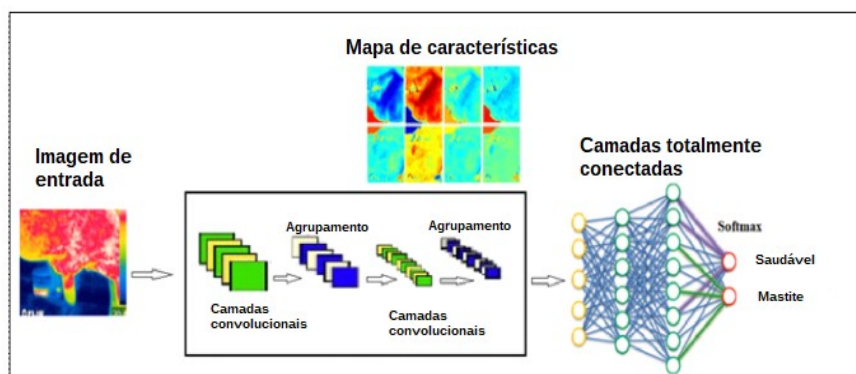 Mapa de características
Imagem de
entrada
Camadas totalmente
conectadas
Agrupamento
Agrupamento
Softmax
Saudável
Mastite
Camadas
convolucionais
Camadas
convolucionais